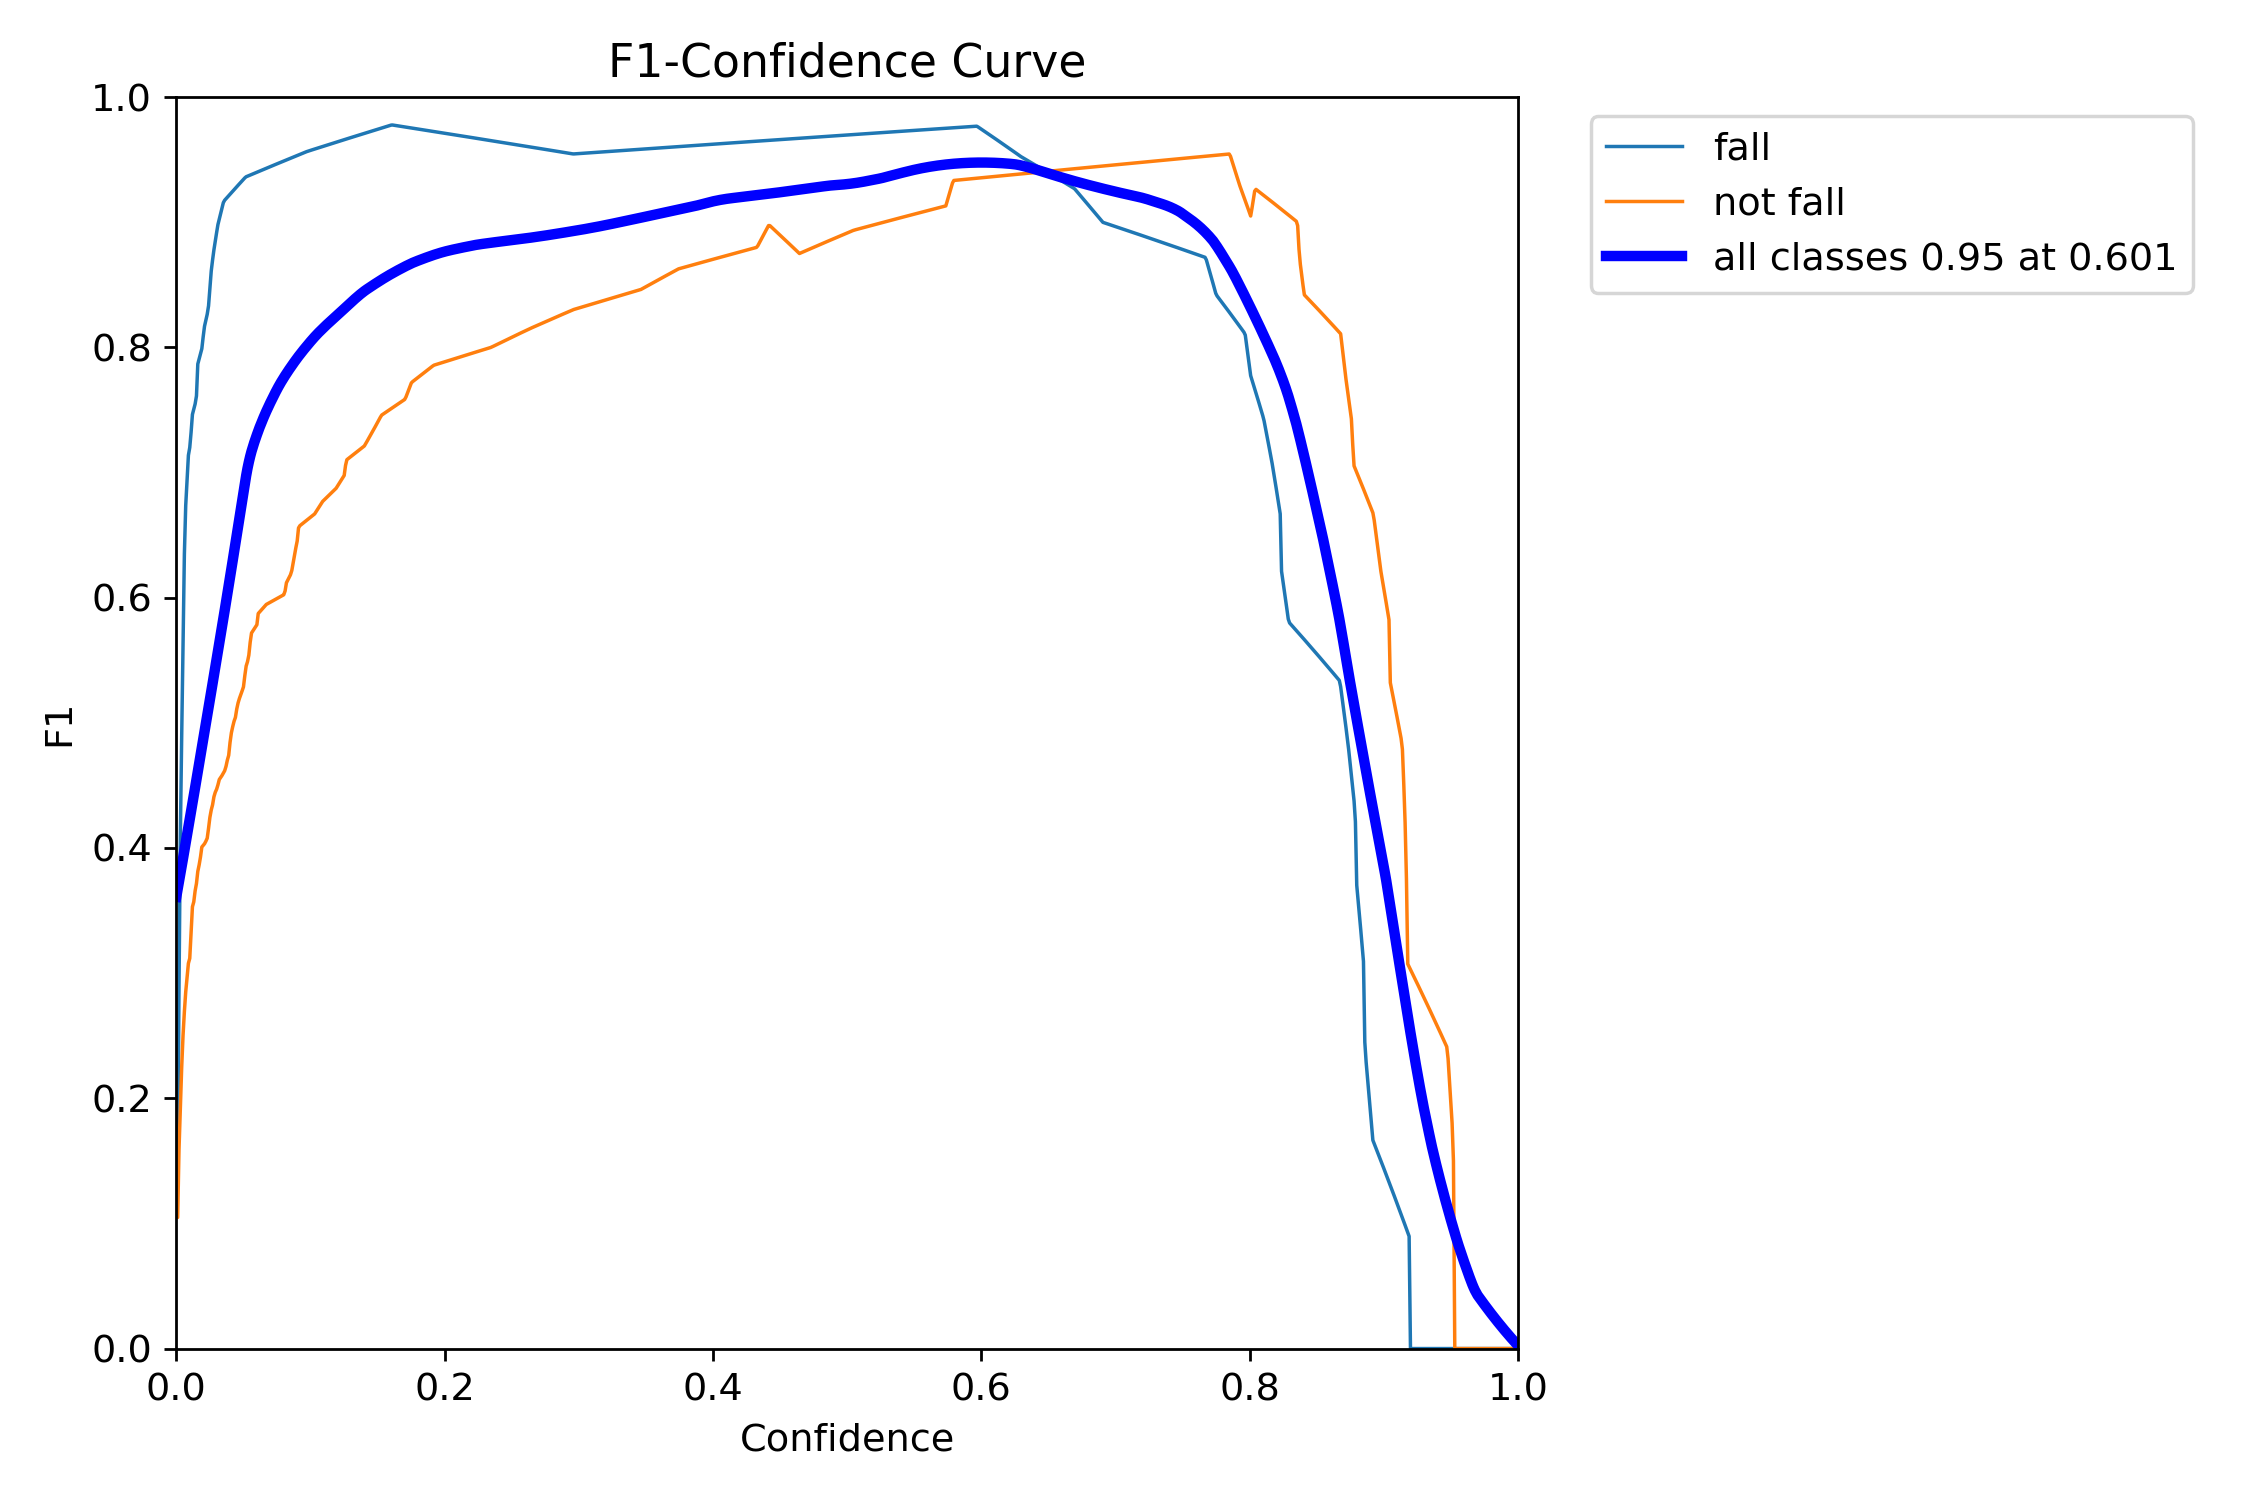 F1-Confidence Curve
1.0
0.8
0.6
0.4
0.2
0.0
F1
0.0 0.2 0.4 0.6 0.8 1.0
Confidence
fall
not fall
all classes 0.95 at 0.601